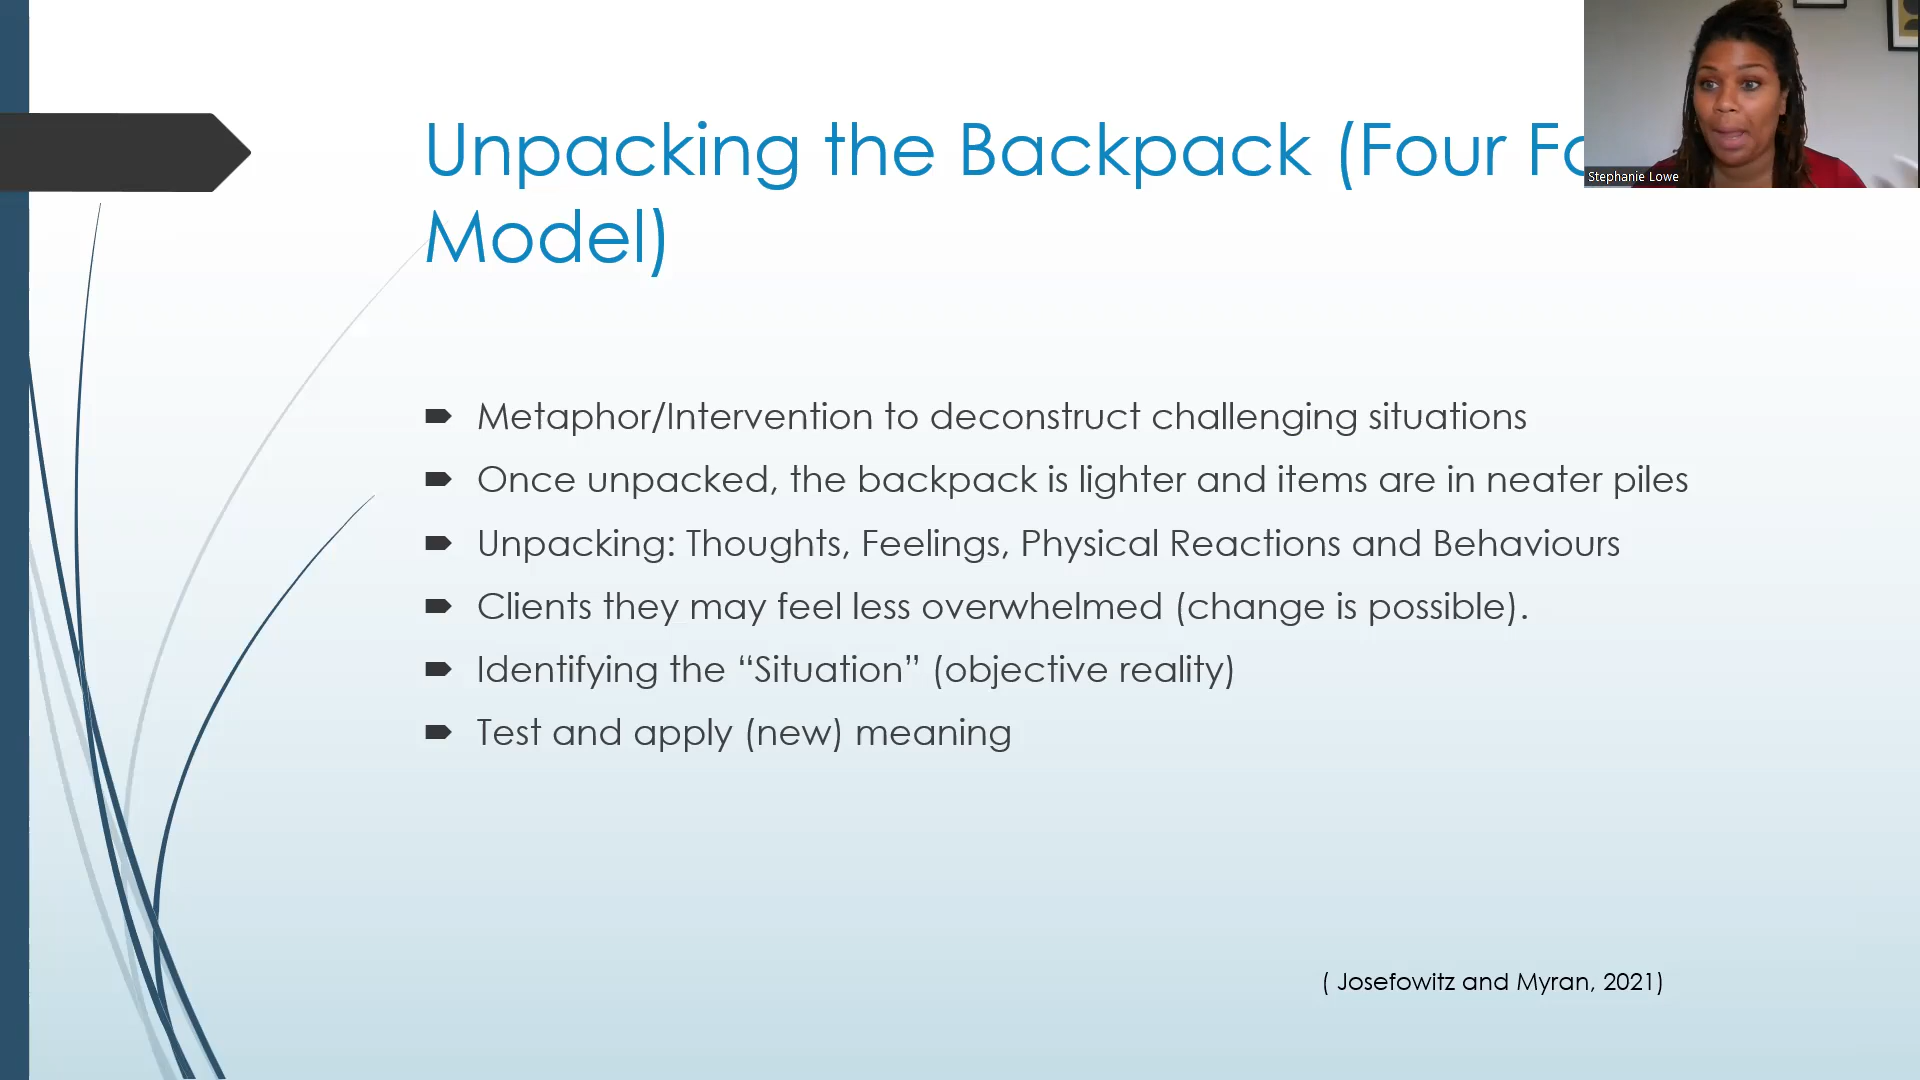 Unpacking the Backpack (Four
Model)
Stephanie Lowe
Metaphor/Intervention to deconstruct challenging situations
Once unpacked, the backpack is lighter and items are in neater piles
Unpacking: Thoughts, Feelings, Physical Reactions and Behaviours
Clients they may feel less overwhelmed (change is possible).
Identifying the “Situation” (objective reality)
Test and apply (new) meaning
( Josefowitz and Myran, 2021)